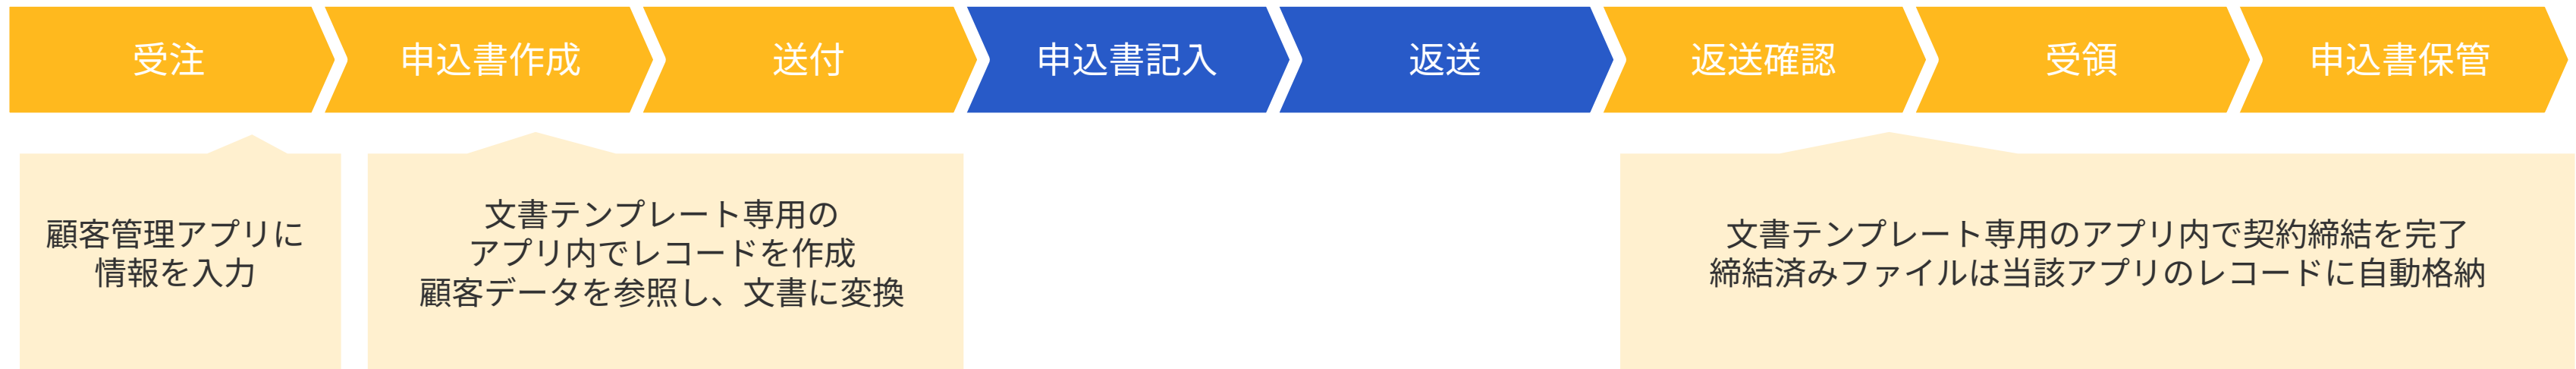 受注
申込書作成
送付
申込書記入
返送
返送確認
受領
申込書保管
顧客管理アプリに
情報を入力
文書テンプレート専用の
アプリ内でレコードを作成
顧客データを参照し、文書に変換
文書テンプレート専用のアプリ内で契約締結を完了
締結済みファイルは当該アプリのレコードに自動格納